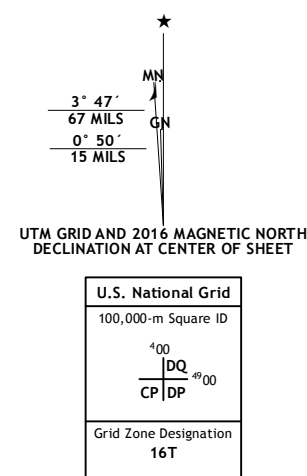 ★
MN
3° 47´
67 MILS
GN
0° 50´
15 MILS
UTM GRID AND 2016 MAGNETIC NORTH
DECLINATION AT CENTER OF SHEET
U.S. National Grid
100,000-m Square ID
⁴00
DQ
⁴⁹00
CP DP
Grid Zone Designation
16T